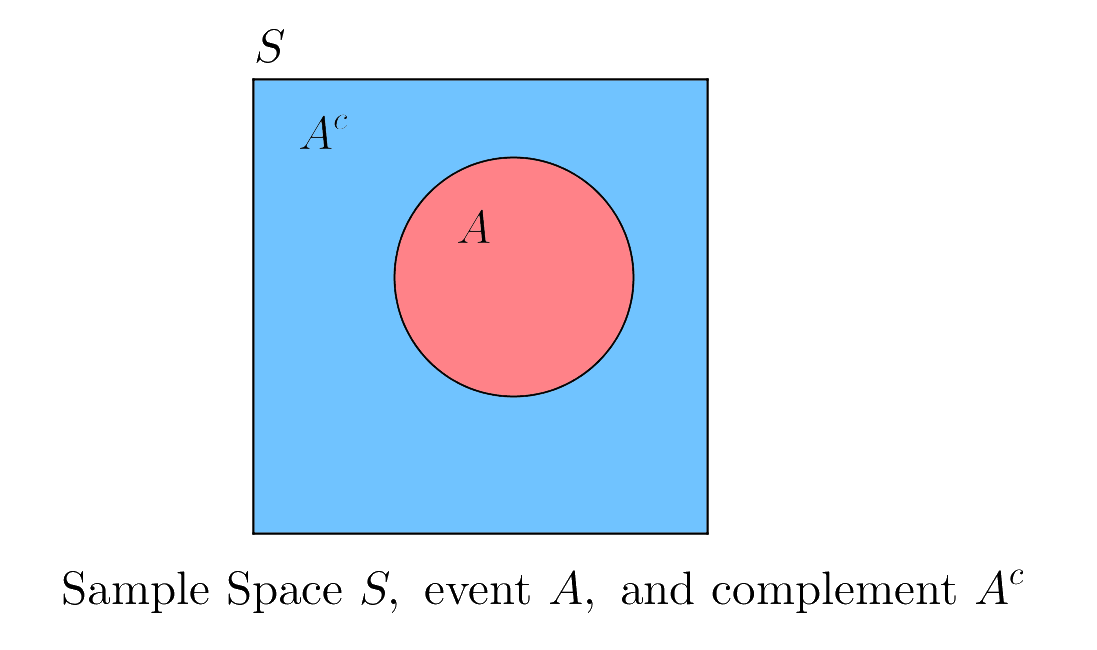 S
A^c
A
Sample Space S, event A, and complement A^c